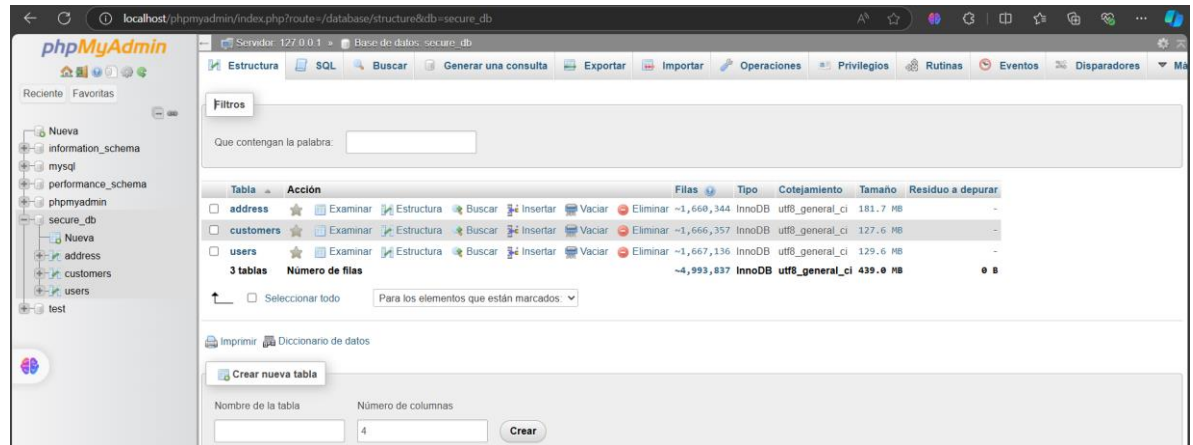 localhost/phpmyadmin/index.php?route=/database/structure&db=secure_db
phpMyAdmin
Reciente Favoritas
Nueva
information_schema
mysql
performance_schema
phpmyadmin
secure_db
Nueva
address
customers
users
test
Servidor: 127.0.0.1 » Base de datos: secure_db
Estructura SQL Buscar Generar una consulta Exportar Importar Operaciones Privilegios Rutinas Eventos Disparadores Má
Filtros
Que contengan la palabra:
Tabla Acción Filas Tipo Cotejamiento Tamaño Residuo a depurar
address Examinar Estructura Buscar Insertar Vaciar Eliminar ~1,660,344 InnoDB utf8_general_ci 181.7 MB -
customers Examinar Estructura Buscar Insertar Vaciar Eliminar ~1,666,357 InnoDB utf8_general_ci 127.6 MB -
users Examinar Estructura Buscar Insertar Vaciar Eliminar ~1,667,136 InnoDB utf8_general_ci 129.6 MB -
3 tablas Número de filas ~4,993,837 InnoDB utf8_general_ci 439.0 MB 0 B
Seleccionar todo Para los elementos que están marcados:
Imprimir Diccionario de datos
Crear nueva tabla
Nombre de la tabla Número de columnas
4 Crear